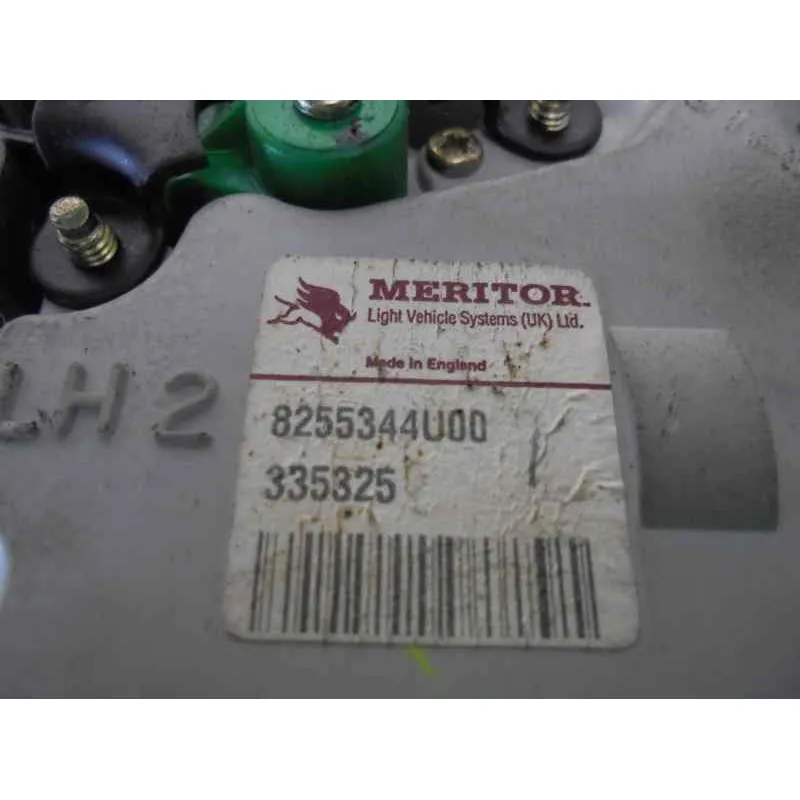 MERITOR.
Light Vehicle Systems (UK) Ltd.
Made in England
LH2
8255344U00
335325